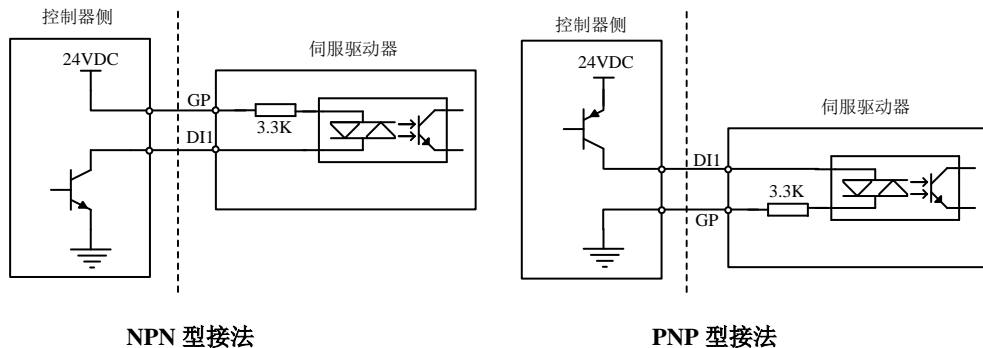 控制器侧
24VDC
伺服驱动器
GP
3.3K
DI1
NPN 型接法
控制器侧
24VDC
伺服驱动器
DI1
3.3K
GP
PNP 型接法